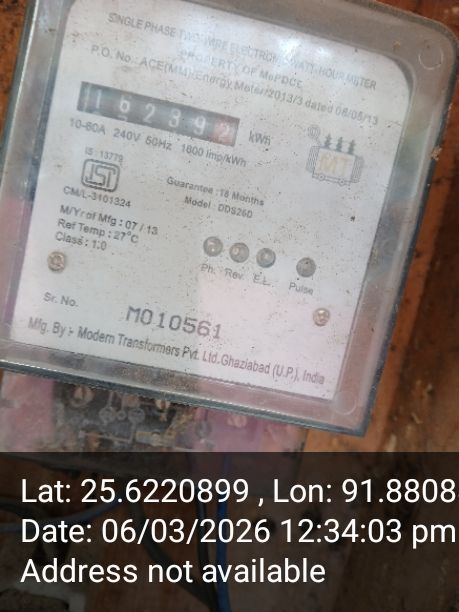 SINGLE PHASE TWO WIRE ELECTRONIC WATT-HOUR METER
PROPERTY OF MePDCL
P.O. No.: ACE(MM)/Energy Meter/2013/3 dated 06/05/13
1 6 2 3 9 2 kWh
10-60A 240V 50Hz 1600 imp/kWh
IS : 13779
ISI
CM/L-3101324
MT
Guarantee : 18 Months
Model : DDS26D
M/Yr of Mfg : 07 / 13
Ref Temp : 27°C
Class : 1.0
Ph. Rev. E.L. Pulse
Sr. No.
M010561
Mfg. By :- Modern Transformers Pvt. Ltd. Ghaziabad (U.P.), India
Lat: 25.6220899 , Lon: 91.8808
Date: 06/03/2026 12:34:03 pm
Address not available